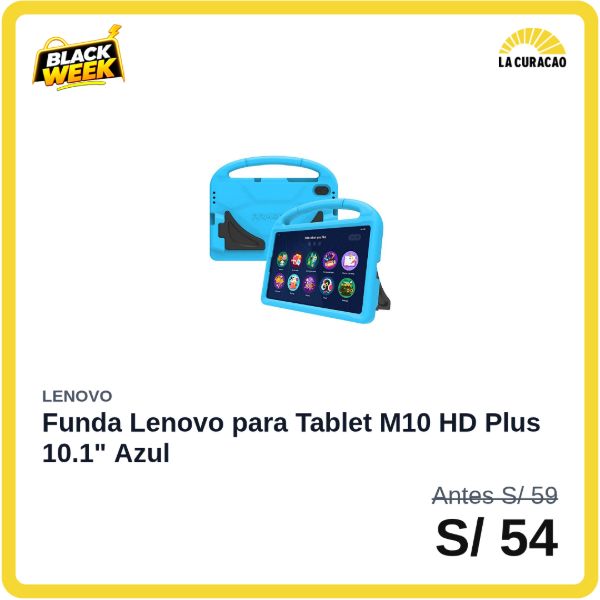 BLACK
WEEK
LA CURACAO
LENOVO
Funda Lenovo para Tablet M10 HD Plus
10.1" Azul
Antes S/ 59
S/ 54